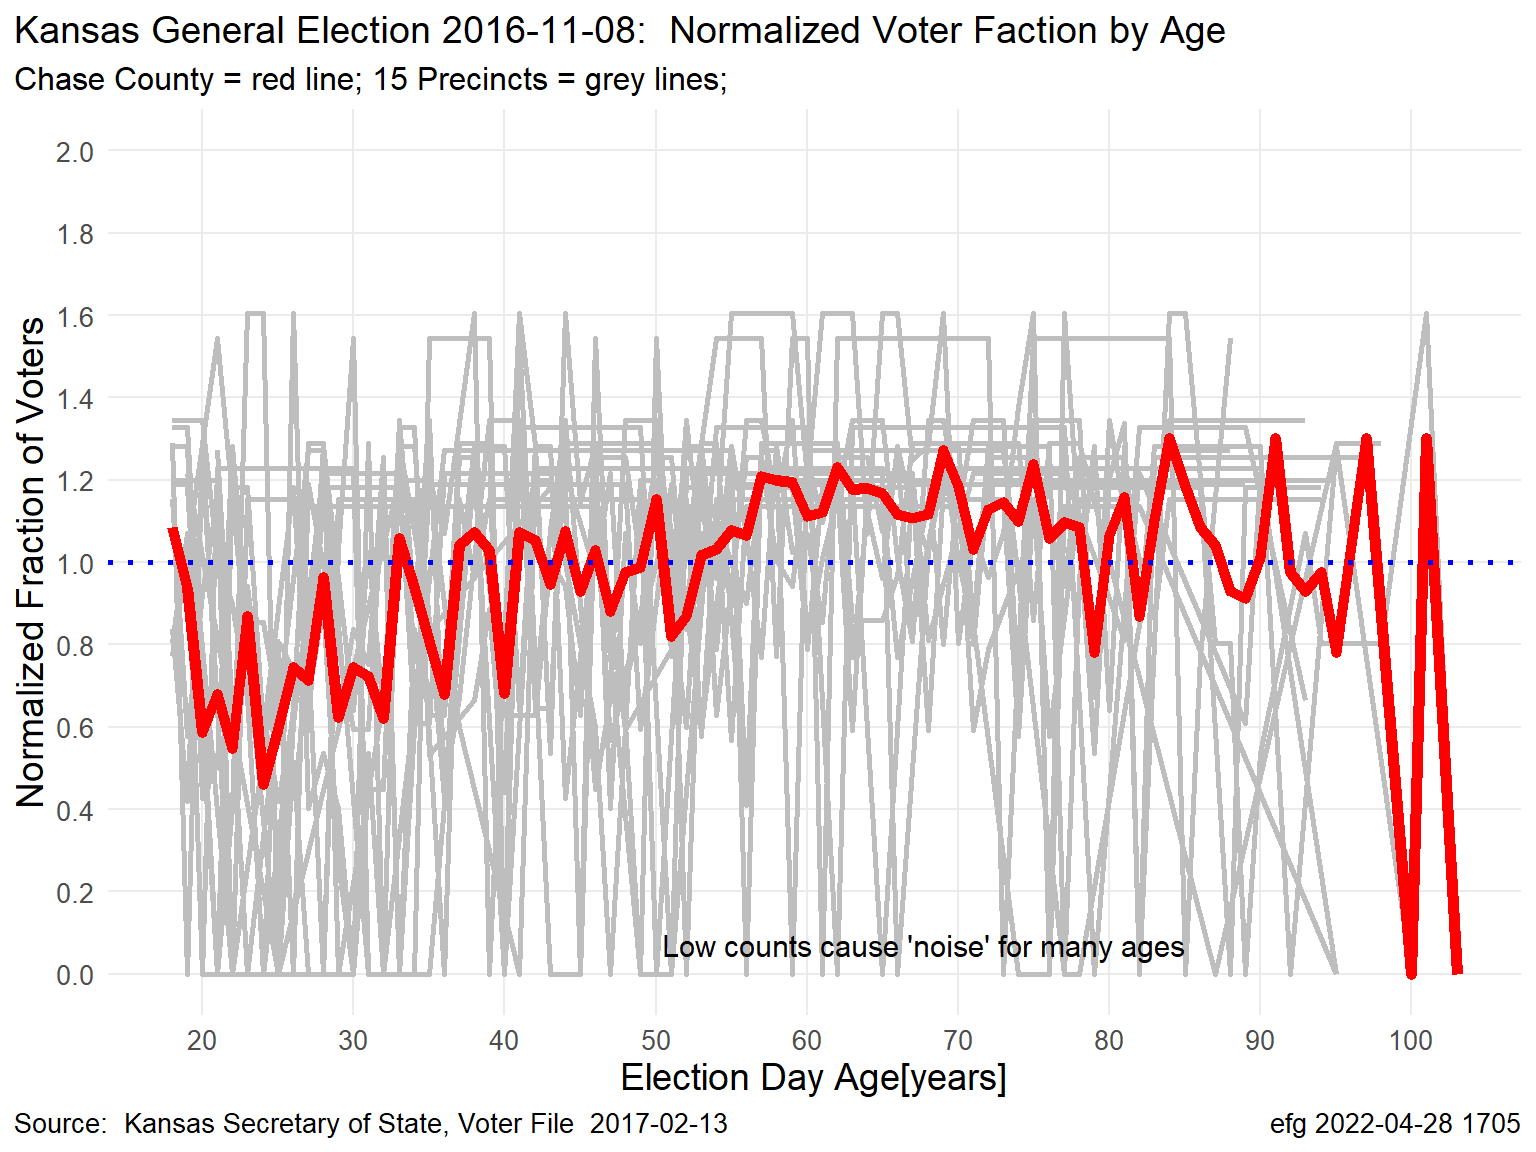 Kansas General Election 2016-11-08:  Normalized Voter Faction by Age
Chase County = red line; 15 Precincts = grey lines;
Normalized Fraction of Voters
2.0
1.8
1.6
1.4
1.2
1.0
0.8
0.6
0.4
0.2
0.0
Low counts cause 'noise' for many ages
20 30 40 50 60 70 80 90 100
Election Day Age[years]
Source:  Kansas Secretary of State, Voter File  2017-02-13
efg 2022-04-28 1705